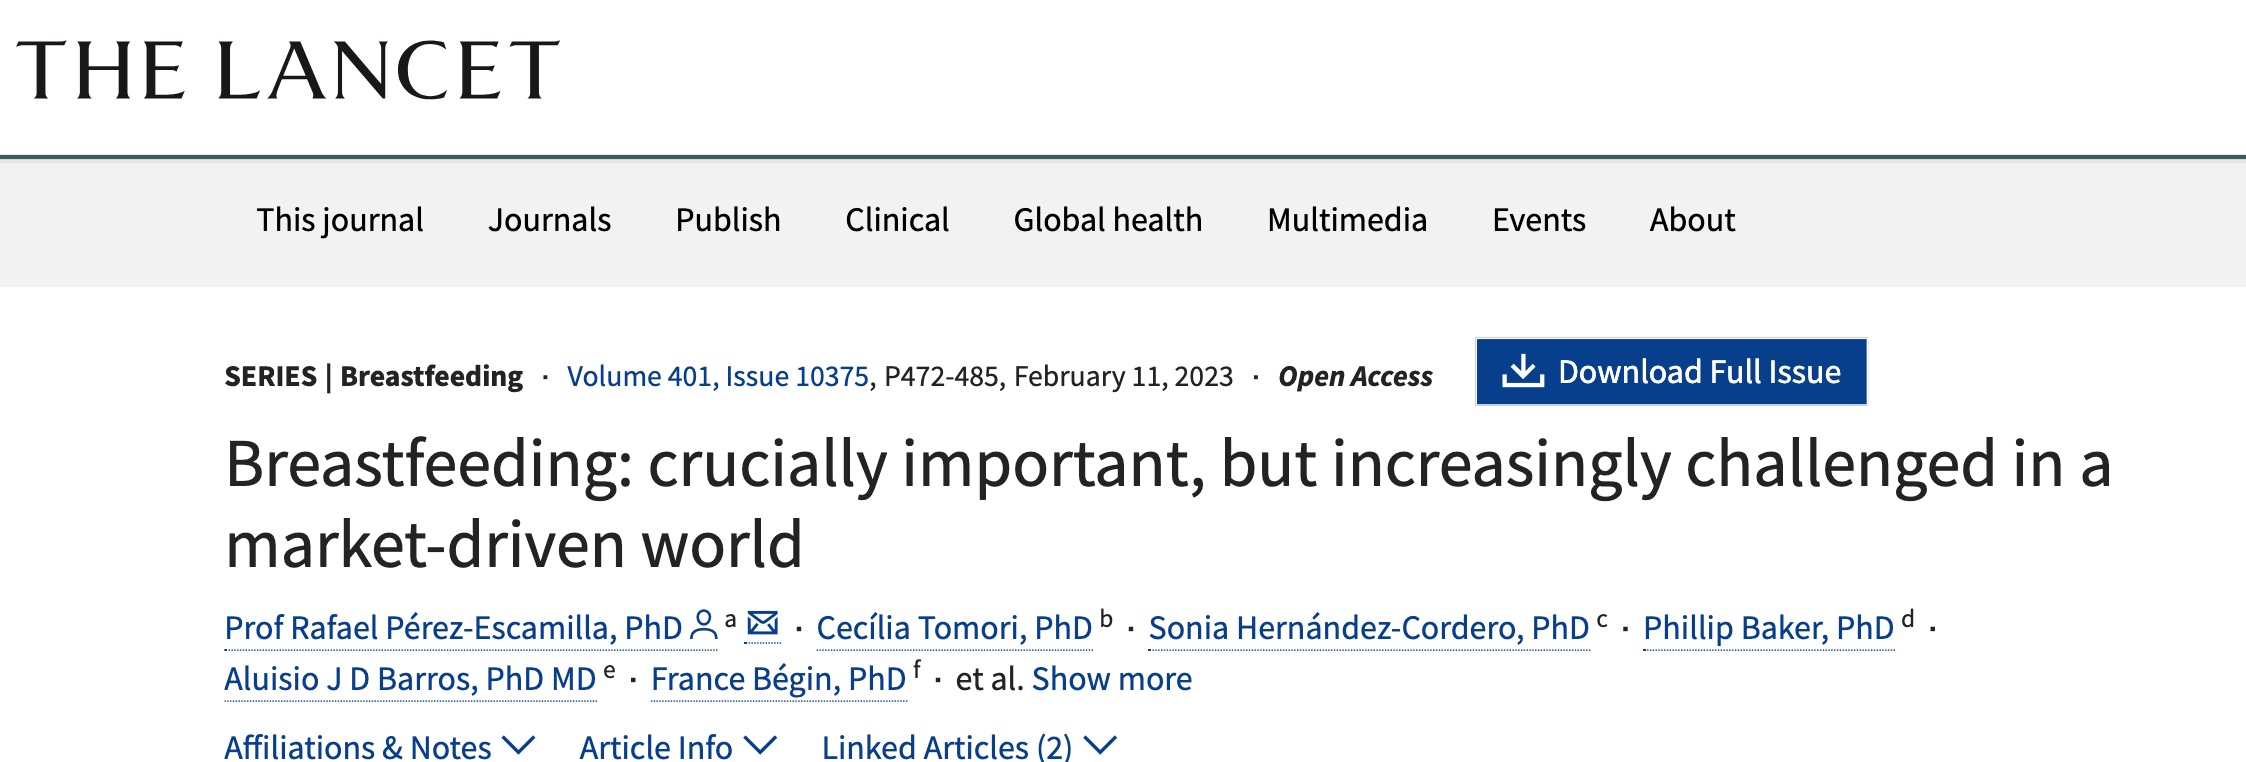 THE LANCET
This journal Journals Publish Clinical Global health Multimedia Events About
SERIES | Breastfeeding · Volume 401, Issue 10375, P472-485, February 11, 2023 · Open Access Download Full Issue
Breastfeeding: crucially important, but increasingly challenged in a
market-driven world
Prof Rafael Pérez-Escamilla, PhD a · Cecília Tomori, PhD b · Sonia Hernández-Cordero, PhD c · Phillip Baker, PhD d ·
Aluisio J D Barros, PhD MD e · France Bégin, PhD f · et al. Show more
Affiliations & Notes Article Info Linked Articles (2)